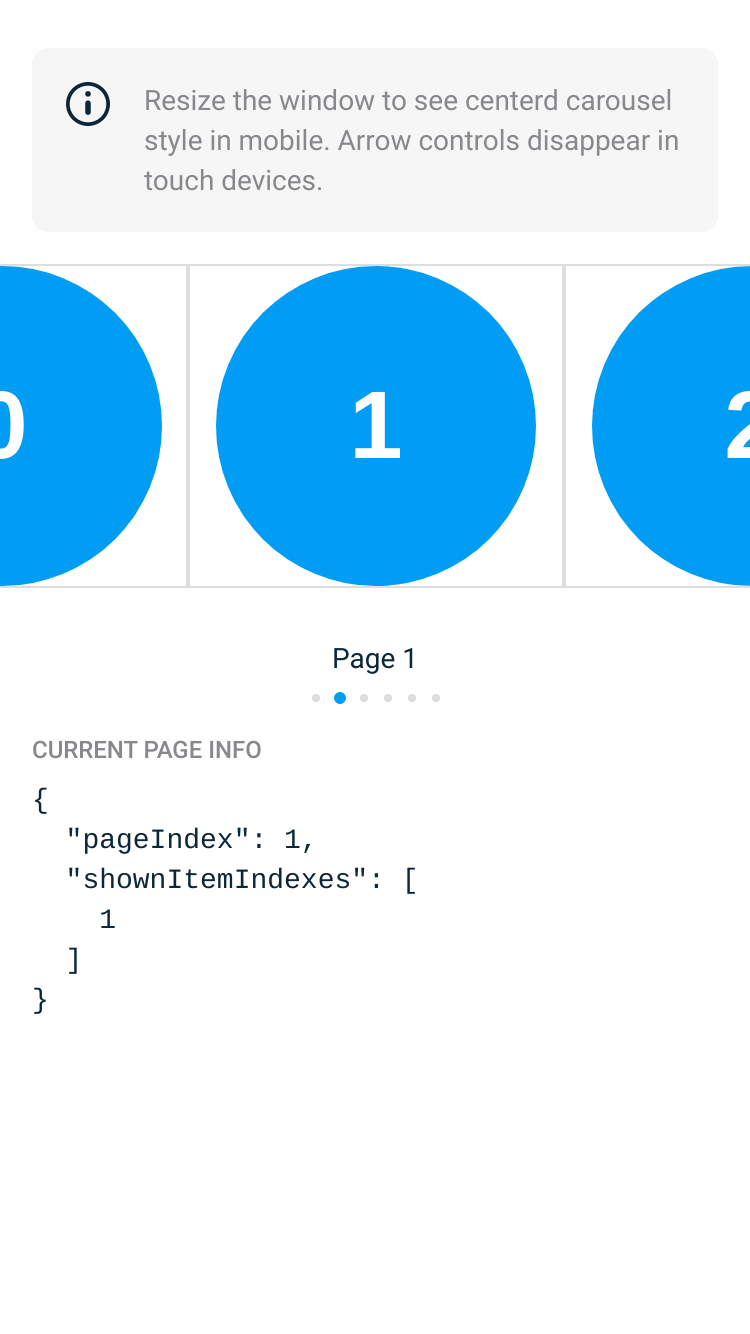 Resize the window to see centerd carousel
style in mobile. Arrow controls disappear in
touch devices.
0 1 2
Page 1
CURRENT PAGE INFO
{
  "pageIndex": 1,
  "shownItemIndexes": [
    1
  ]
}